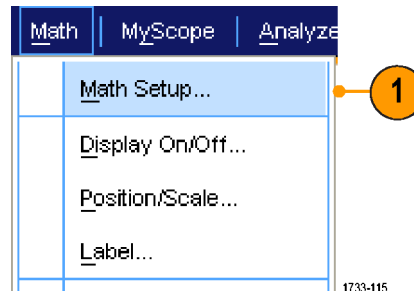 Math | MyScope | Analyze
Math Setup...
1
Display On/Off...
Position/Scale...
Label...
1733-115